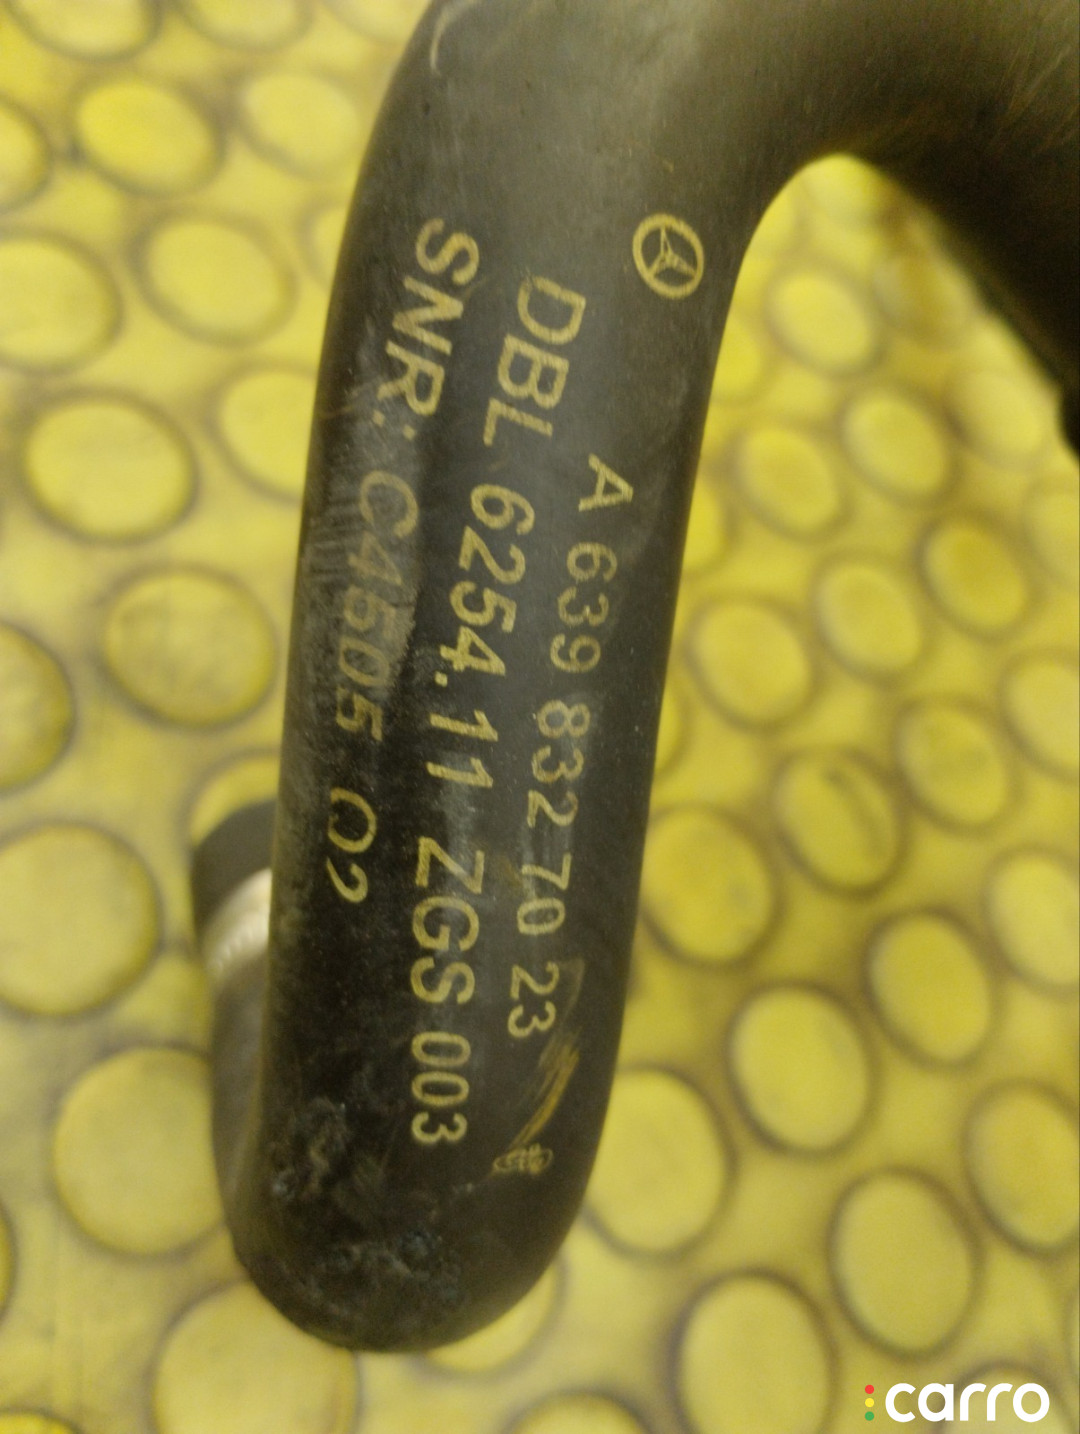 A 639 832 70 23
DBL 6254.11 ZGS 003
SNR: C4505 02
carro